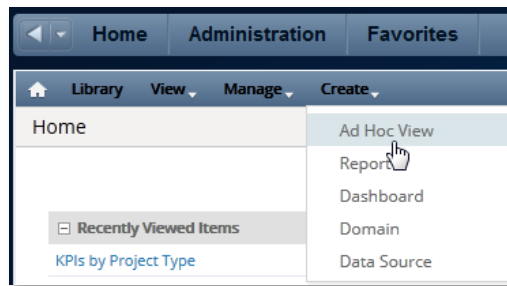 Home Administration Favorites
Library View Manage Create
Home
Ad Hoc View
Report
Dashboard
Recently Viewed Items
Domain
KPIs by Project Type
Data Source